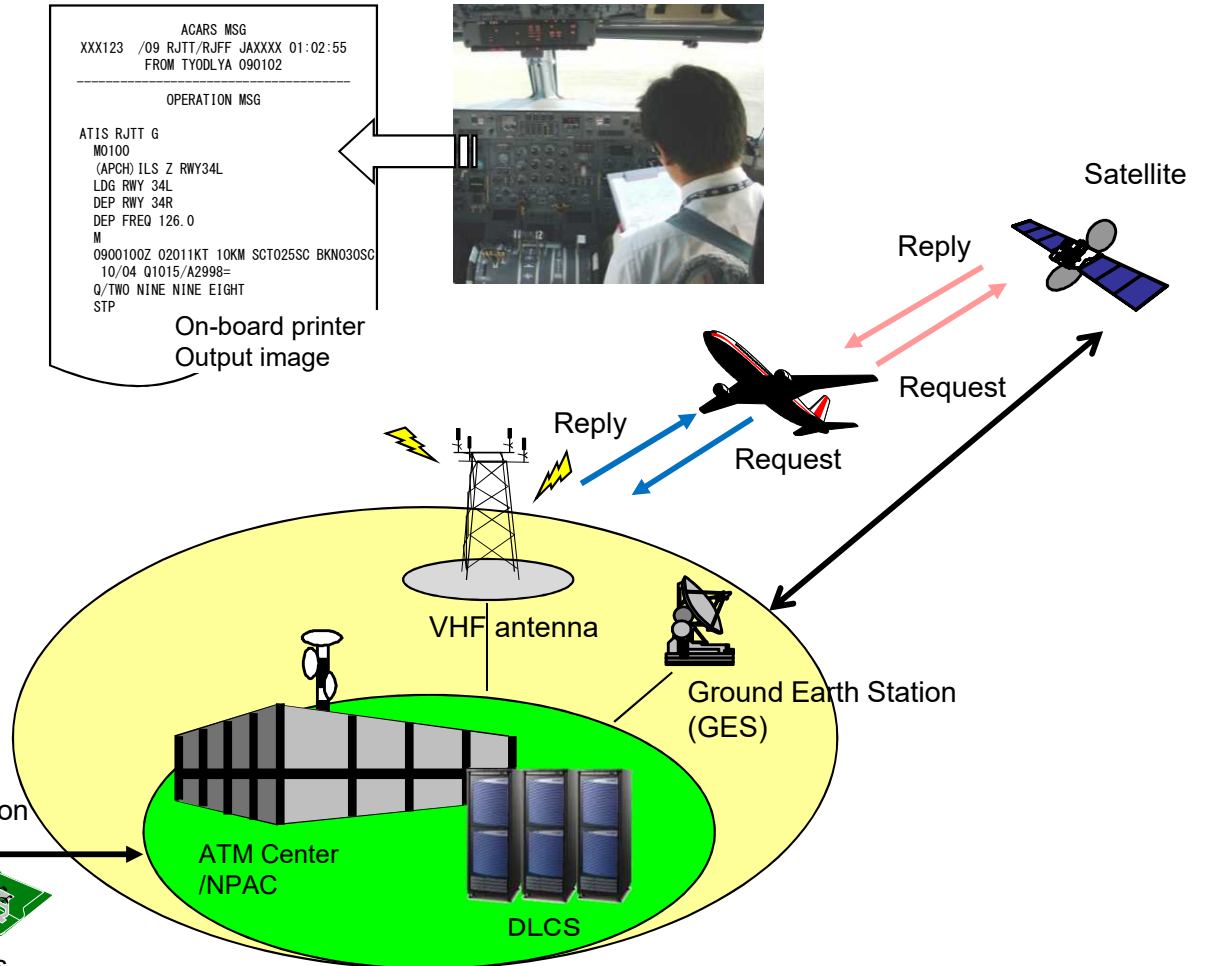 ACARS MSG
XXX123 /09 RJTT/RJFF JAXXXX 01:02:55
FROM TYODLYA 090102
--------------------------------------
OPERATION MSG
ATIS RJTT G
M0100
(APCH) ILS Z RWY34L
LDG RWY 34L
DEP RWY 34R
DEP FREQ 126.0
M
0900100Z 02011KT 10KM SCT025SC BKN030SC
10/04 Q1015/A2998=
Q/TWO NINE NINE EIGHT
STP
On-board printer
Output image
Satellite
Reply
Request
Reply
Request
VHF antenna
Ground Earth Station
(GES)
ATM Center
/NPAC
DLCS
on